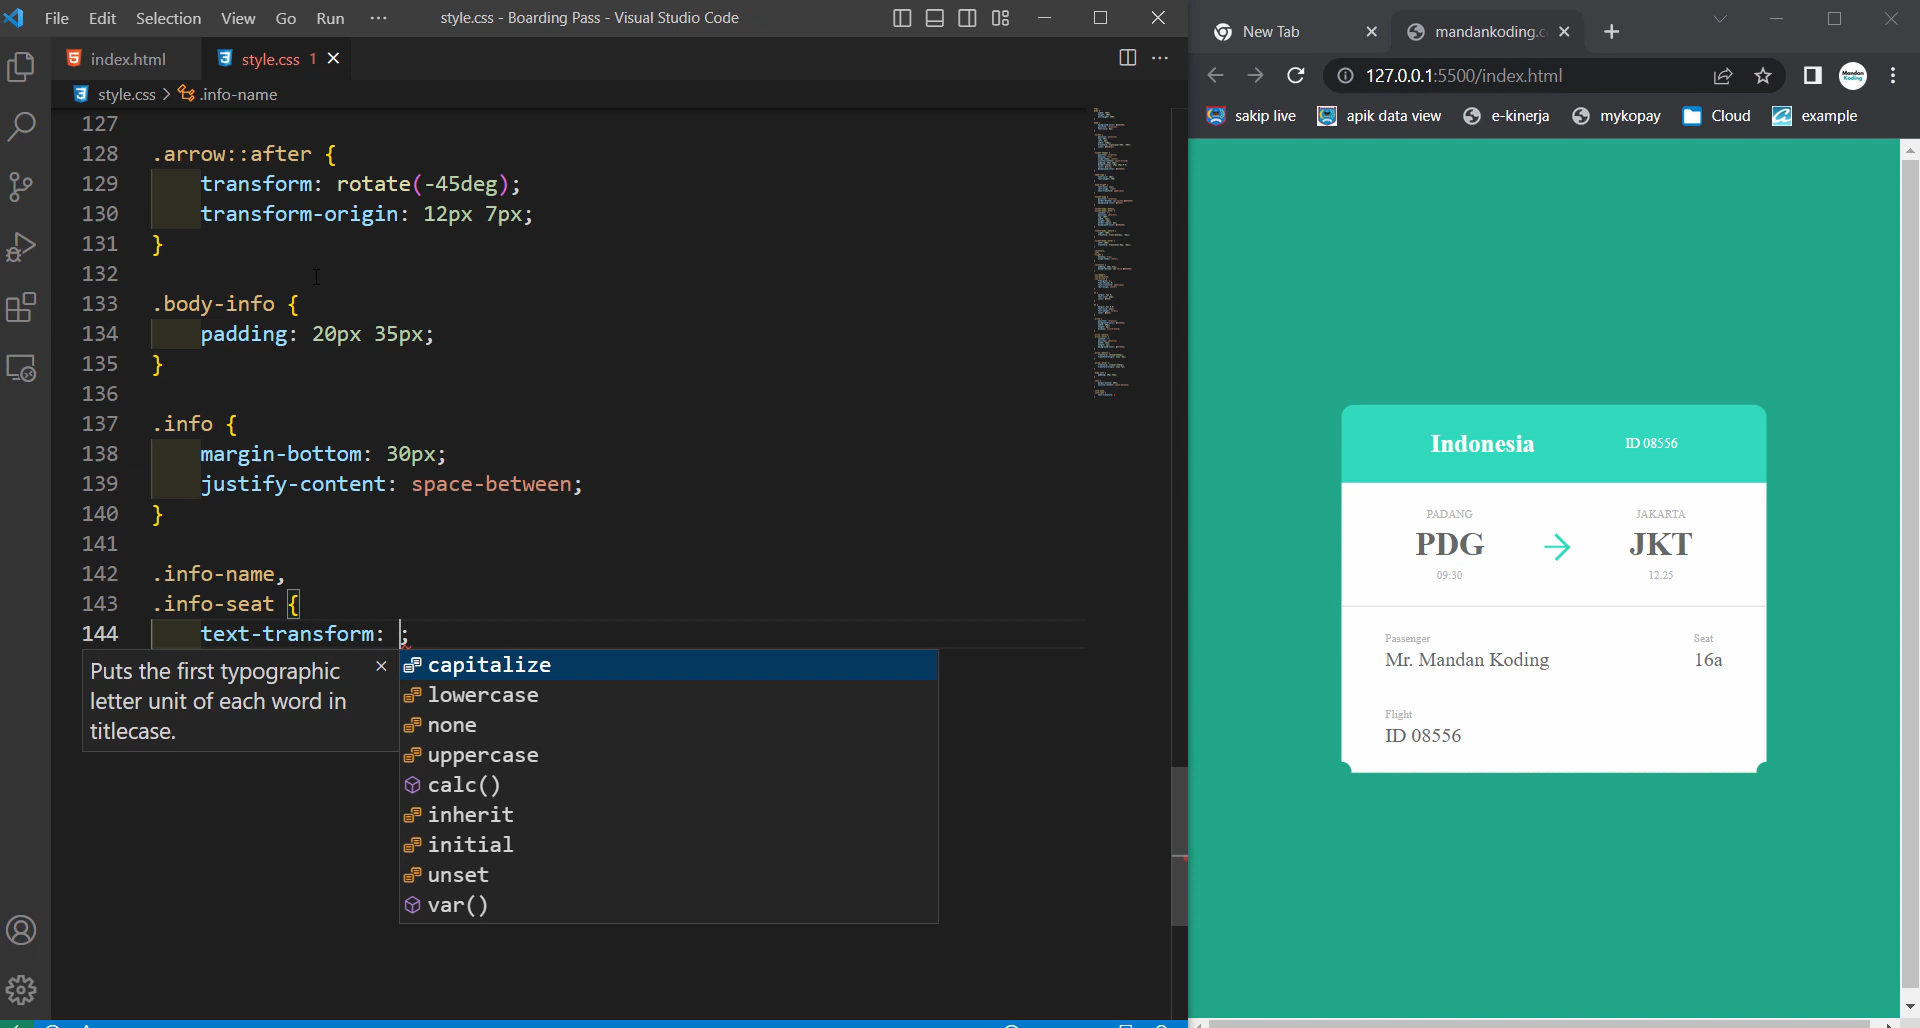 File Edit Selection View Go Run ··· style.css - Boarding Pass - Visual Studio Code
index.html style.css 1
style.css > .info-name
127
128 .arrow::after {
129 transform: rotate(-45deg);
130 transform-origin: 12px 7px;
131 }
132
133 .body-info {
134 padding: 20px 35px;
135 }
136
137 .info {
138 margin-bottom: 30px;
139 justify-content: space-between;
140 }
141
142 .info-name,
143 .info-seat {
144 text-transform: ;
Puts the first typographic
letter unit of each word in
titlecase.
capitalize
lowercase
none
uppercase
calc()
inherit
initial
unset
var()
New Tab mandankoding.c
127.0.0.1:5500/index.html
Mandan
Koding
sakip live apik data view e-kinerja mykopay Cloud example
Indonesia ID 08556
PADANG JAKARTA
PDG JKT
09:30 12.25
Passenger Seat
Mr. Mandan Koding 16a
Flight
ID 08556